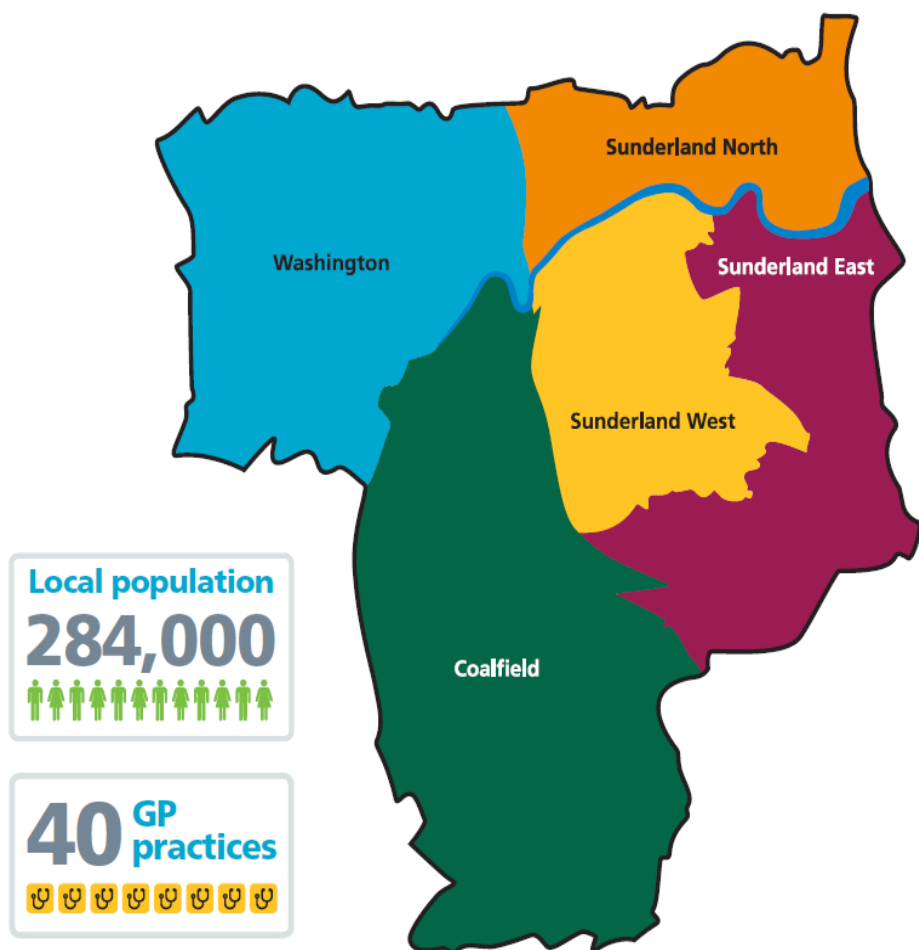 Sunderland North
Washington
Sunderland East
Sunderland West
Coalfield
Local population
284,000
40 GP
practices